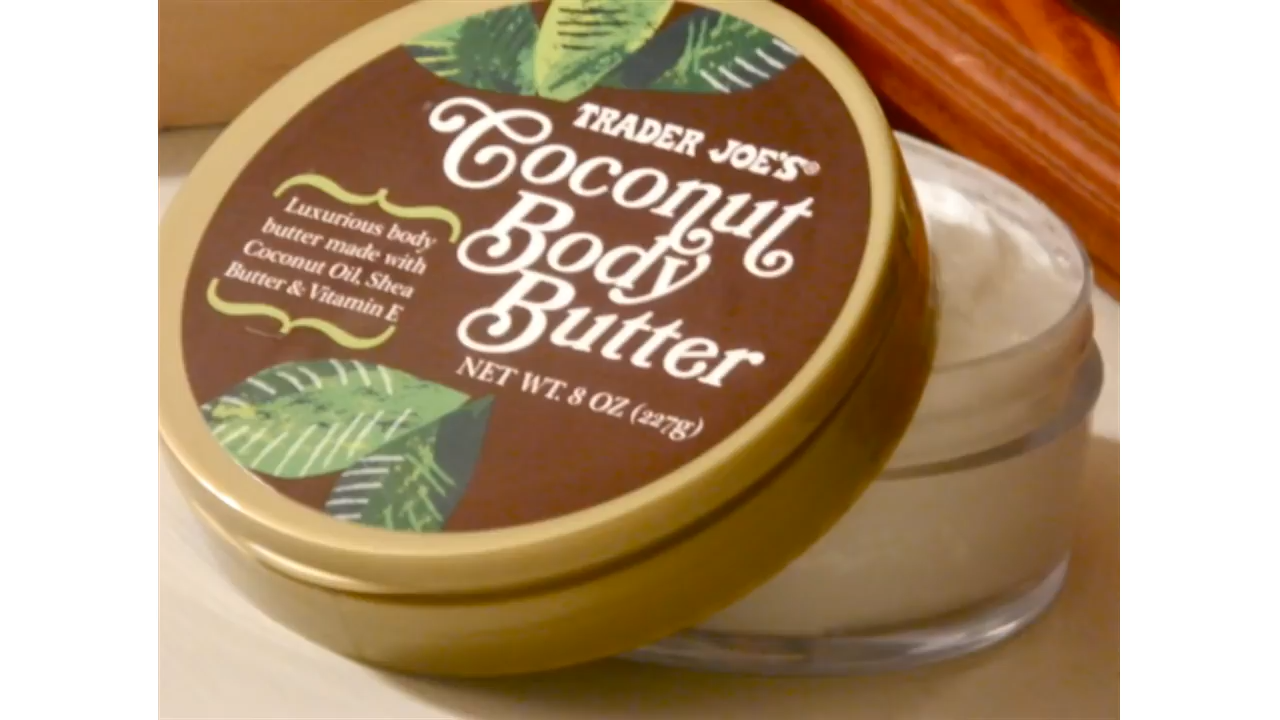 TRADER JOE'S®
Coconut
Body
Butter
NET WT. 8 OZ (227g)
Luxurious body
butter made with
Coconut Oil, Shea
Butter & Vitamin E